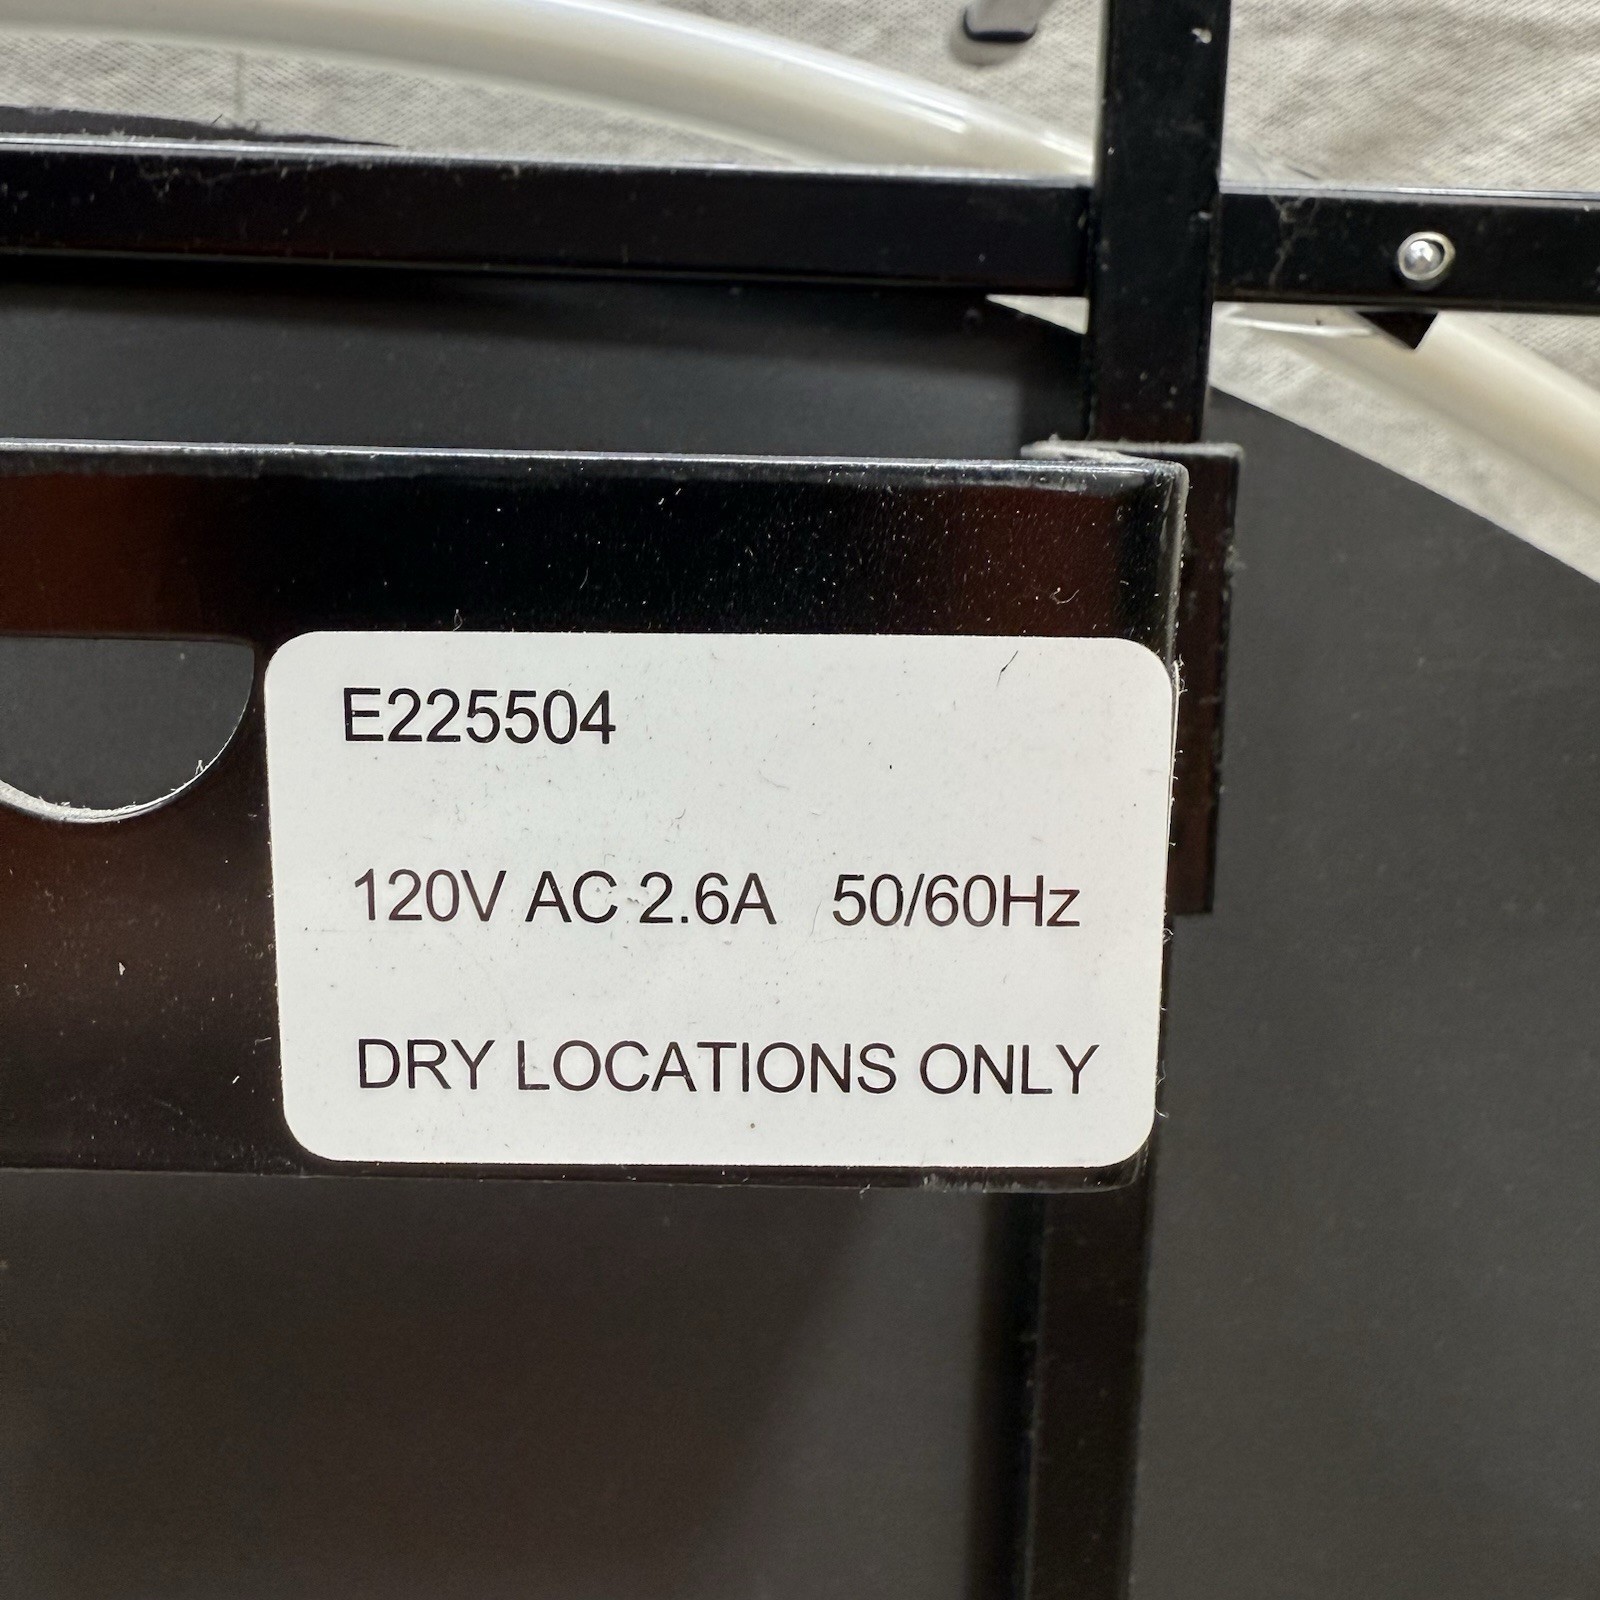 E225504
120V AC 2.6A 50/60Hz
DRY LOCATIONS ONLY